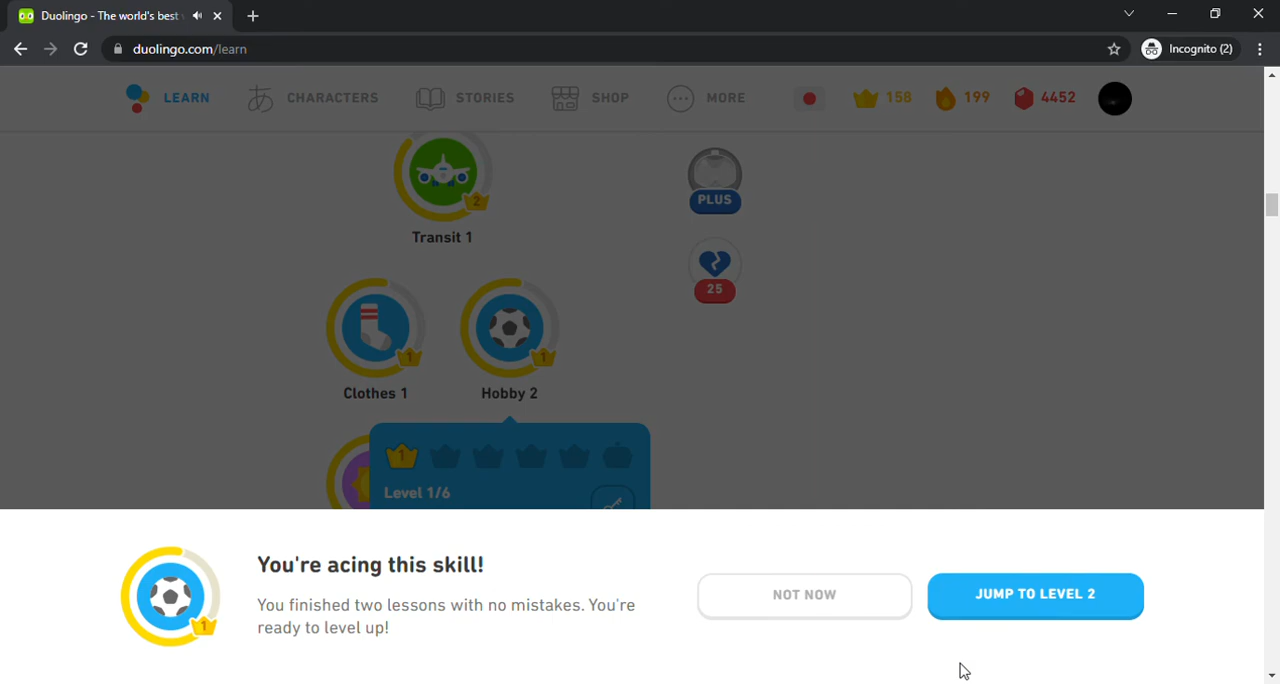 Duolingo - The world's best
duolingo.com/learn
Incognito (2)
LEARN
あ CHARACTERS
STORIES
SHOP
MORE
158
199
4452
2
Transit 1
PLUS
25
1
1
Clothes 1
Hobby 2
1
Level 1/6
1
You're acing this skill!
You finished two lessons with no mistakes. You're
ready to level up!
NOT NOW
JUMP TO LEVEL 2